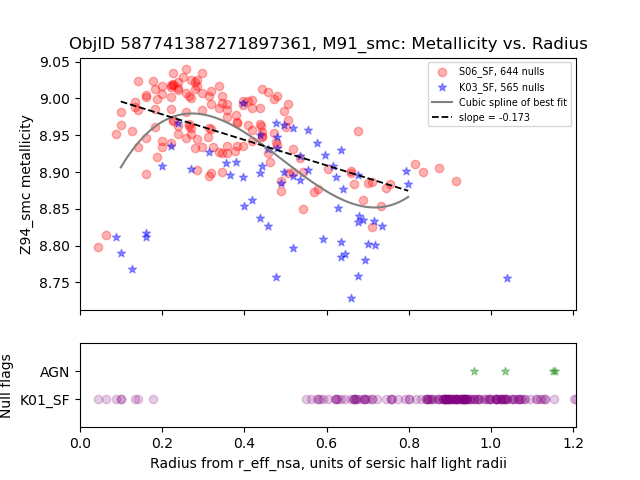 ObjID 587741387271897361, M91_smc: Metallicity vs. Radius
S06_SF, 644 nulls
K03_SF, 565 nulls
Cubic spline of best fit
slope = -0.173
Z94_smc metallicity
9.05
9.00
8.95
8.90
8.85
8.80
8.75
Null flags
AGN
K01_SF
0.0 0.2 0.4 0.6 0.8 1.0 1.2
Radius from r_eff_nsa, units of sersic half light radii